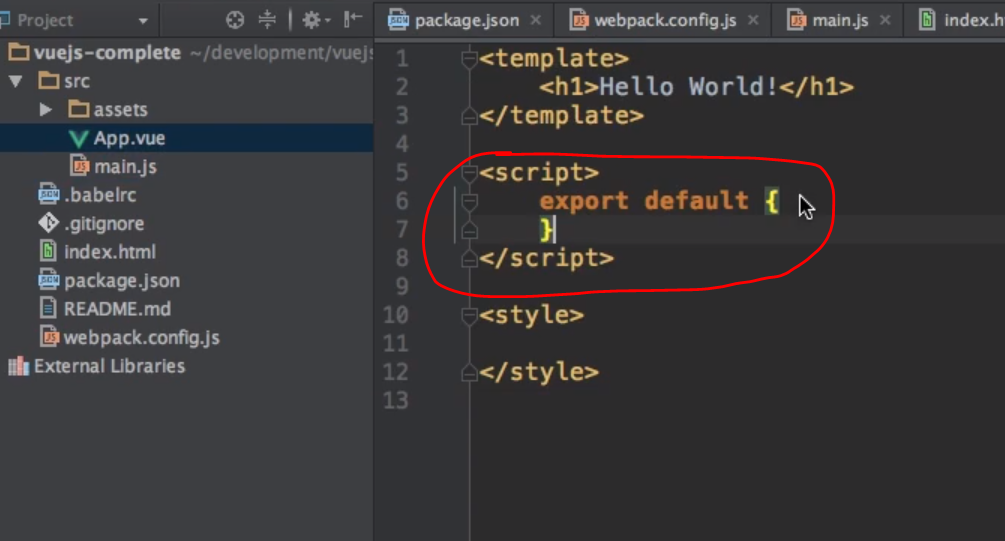 Project
package.json
webpack.config.js
main.js
index.h
vuejs-complete ~/development/vuejs
src
assets
App.vue
main.js
.babelrc
.gitignore
index.html
package.json
README.md
webpack.config.js
External Libraries
1 <template>
2 <h1>Hello World!</h1>
3 </template>
4
5 <script>
6 export default {
7 }
8 </script>
9
10 <style>
11
12 </style>
13